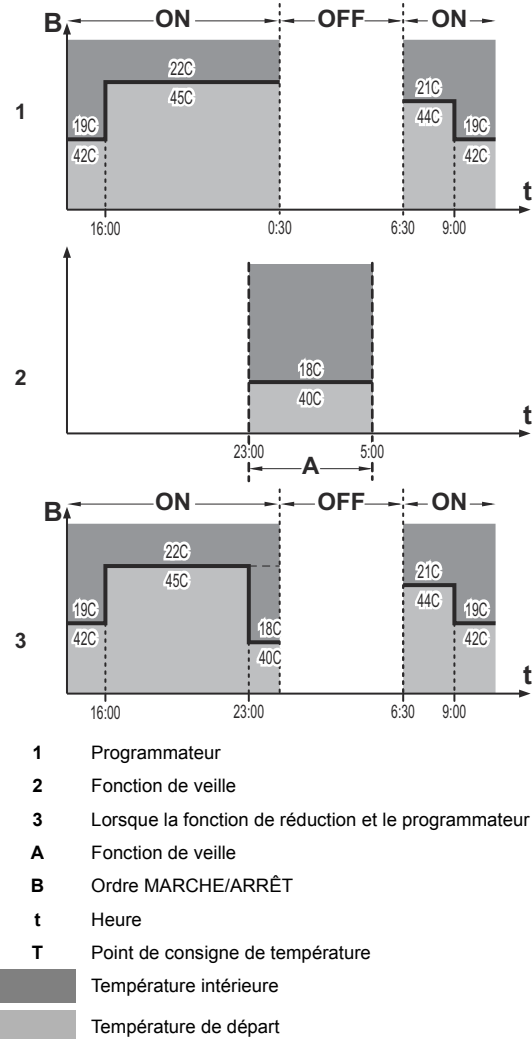 B ON OFF ON
22C
45C
21C
44C
19C
42C
19C
42C
1
t
16:00 0:30 6:30 9:00
2
18C
40C
t
23:00 5:00
A
B ON OFF ON
22C
45C
21C
44C
19C
42C
18C
40C
19C
42C
3
t
16:00 23:00 6:30 9:00
1 Programmateur
2 Fonction de veille
3 Lorsque la fonction de réduction et le programmateur
A Fonction de veille
B Ordre MARCHE/ARRÊT
t Heure
T Point de consigne de température
Température intérieure
Température de départ